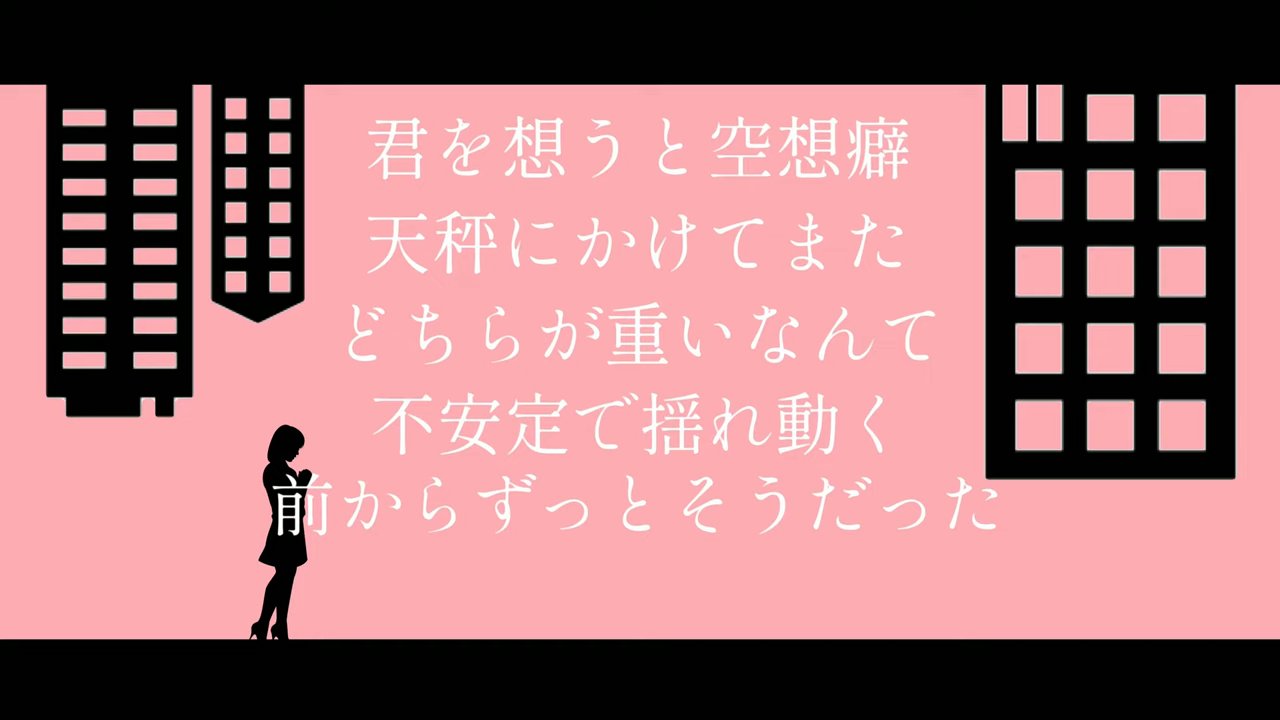 君を想うと空想癖
天秤にかけてまた
どちらが重いなんて
不安定で揺れ動く
前からずっとそうだった